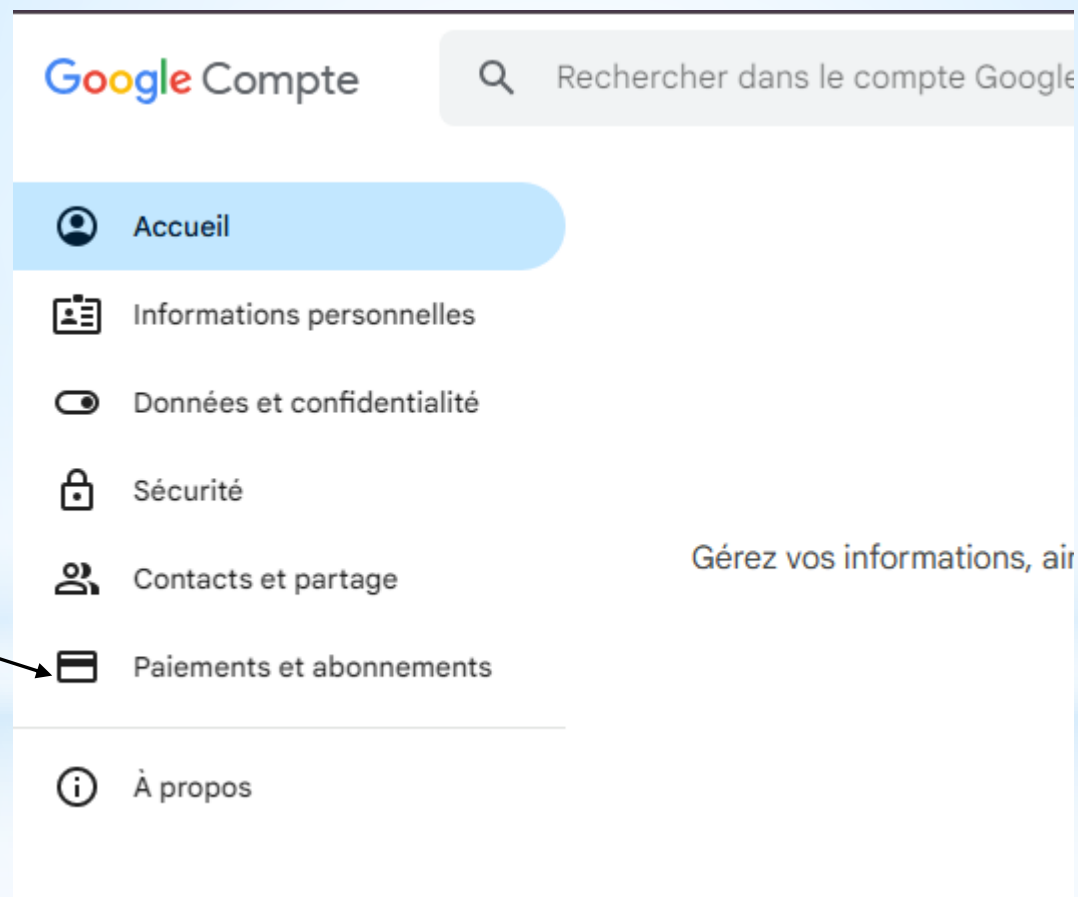 Google Compte
Rechercher dans le compte Google
Accueil
Informations personnelles
Données et confidentialité
Sécurité
Contacts et partage
Gérez vos informations,
Paiements et abonnements
À propos